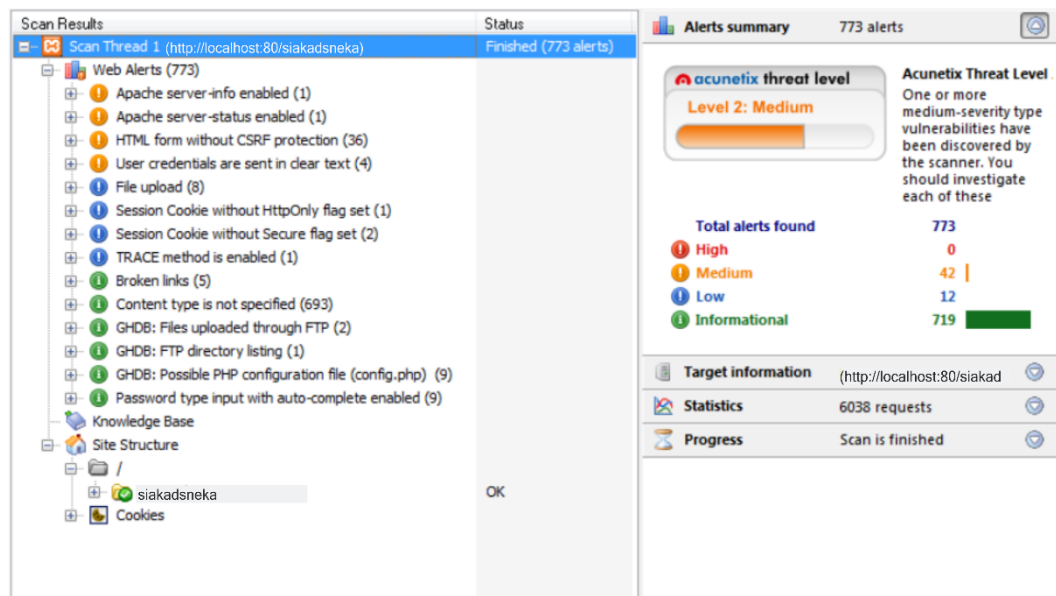 Scan Results
Status
Scan Thread 1 (http://localhost:80/siakadsneka)
Finished (773 alerts)
Web Alerts (773)
Apache server-info enabled (1)
Apache server-status enabled (1)
HTML form without CSRF protection (36)
User credentials are sent in clear text (4)
File upload (8)
Session Cookie without HttpOnly flag set (1)
Session Cookie without Secure flag set (2)
TRACE method is enabled (1)
Broken links (5)
Content type is not specified (693)
GHDB: Files uploaded through FTP (2)
GHDB: FTP directory listing (1)
GHDB: Possible PHP configuration file (config.php) (9)
Password type input with auto-complete enabled (9)
Knowledge Base
Site Structure
/
siakadsneka
OK
Cookies
Alerts summary
773 alerts
acunetix threat level
Level 2: Medium
Acunetix Threat Level
One or more
medium-severity type
vulnerabilities have
been discovered by
the scanner. You
should investigate
each of these
Total alerts found 773
High 0
Medium 42
Low 12
Informational 719
Target information
(http://localhost:80/siakad
Statistics
6038 requests
Progress
Scan is finished